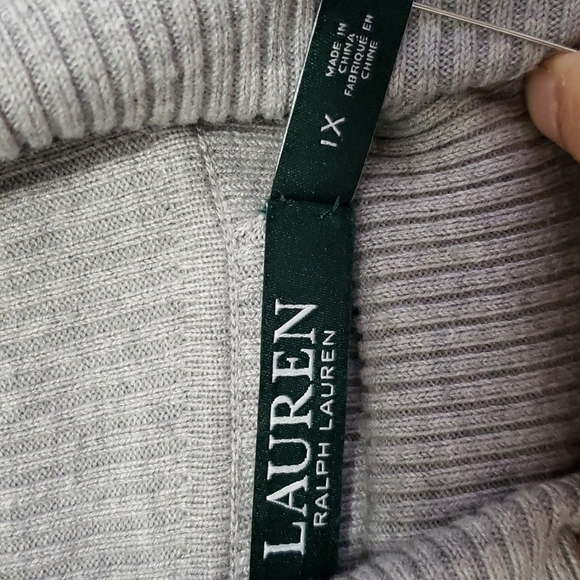 LAUREN
RALPH LAUREN
1X
MADE IN
CHINA
FABRIQUÉ EN
CHINE